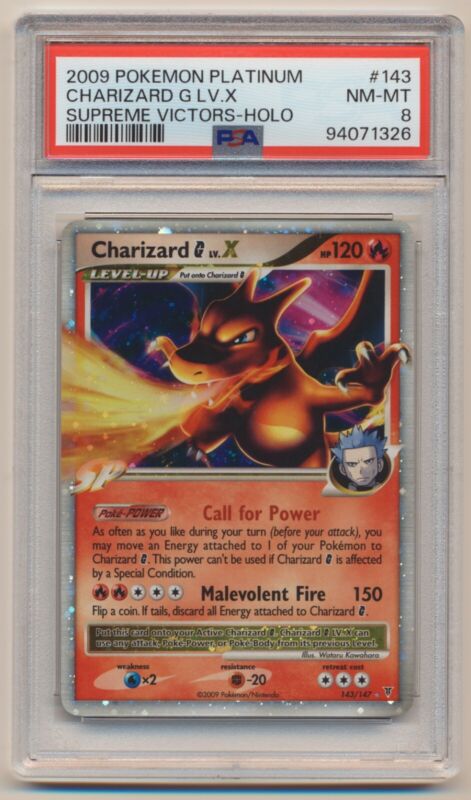 2009 POKEMON PLATINUM #143
CHARIZARD G LV.X NM-MT
SUPREME VICTORS-HOLO 8
PSA 94071326
Charizard G LV.X HP 120
LEVEL-UP Put onto Charizard G
SP
Poké-POWER Call for Power
As often as you like during your turn (before your attack), you
may move an Energy attached to 1 of your Pokémon to
Charizard G. This power can't be used if Charizard G is affected
by a Special Condition.
Malevolent Fire 150
Flip a coin. If tails, discard all Energy attached to Charizard G.
Put this card onto your Active Charizard G. Charizard G LV.X can
use any attack, Poké-Power, or Poké-Body from its previous Level.
Illus. Wataru Kawahara
weakness resistance retreat cost
×2 -20
©2009 Pokémon/Nintendo 143/147